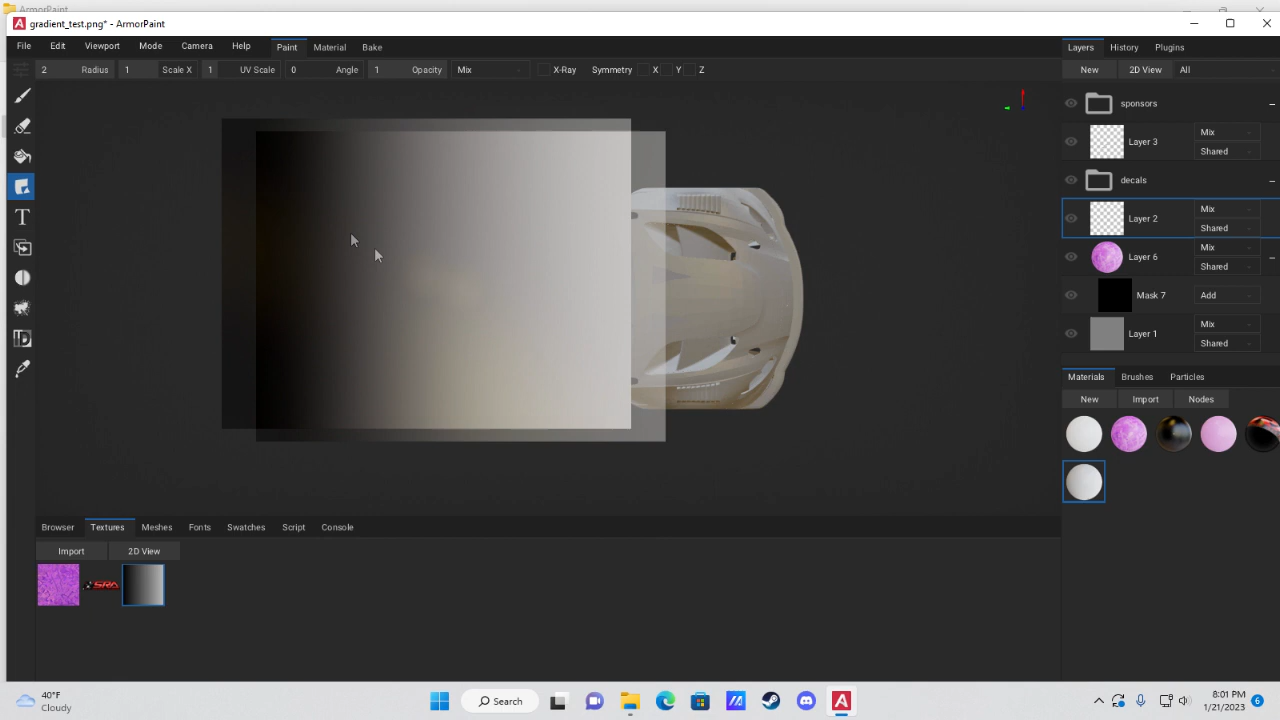 ArmorPaint
gradient_test.png* - ArmorPaint
File Edit Viewport Mode Camera Help Paint Material Bake
2 Radius 1 Scale X 1 UV Scale 0 Angle 1 Opacity Mix X-Ray Symmetry X Y Z
Layers History Plugins
New 2D View All
sponsors
Layer 3 Mix
Shared
decals
Layer 2 Mix
Shared
Layer 6 Mix
Shared
Mask 7 Add
Layer 1 Mix
Shared
Materials Brushes Particles
New Import Nodes
Browser Textures Meshes Fonts Swatches Script Console
Import 2D View
SRA
T
ID
40°F
Cloudy
Search
8:01 PM
1/21/2023
6